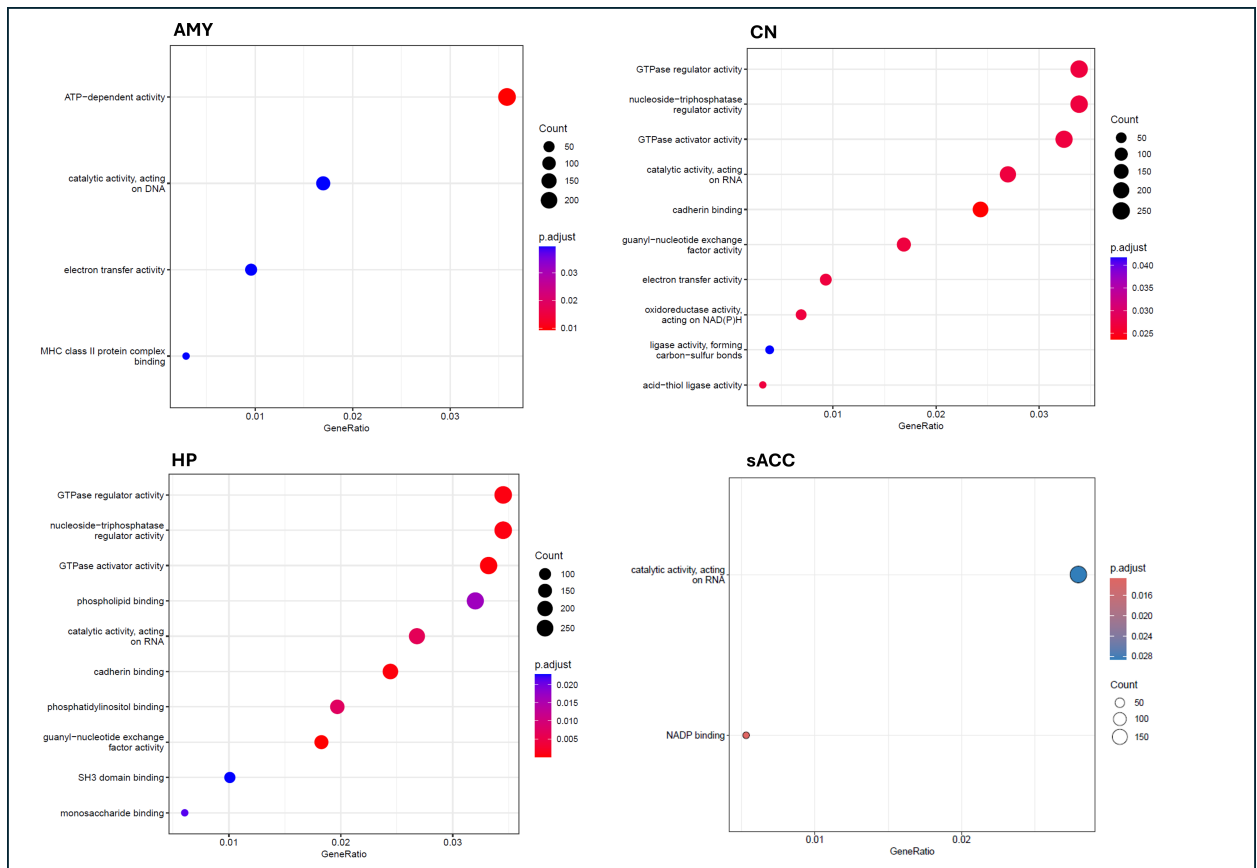 AMY
ATP−dependent activity
catalytic activity, acting
on DNA
electron transfer activity
MHC class II protein complex
binding
0.01
0.02
0.03
GeneRatio
Count
50
100
150
200
p.adjust
0.03
0.02
0.01
CN
GTPase regulator activity
nucleoside−triphosphatase
regulator activity
GTPase activator activity
catalytic activity, acting
on RNA
cadherin binding
guanyl−nucleotide exchange
factor activity
electron transfer activity
oxidoreductase activity,
acting on NAD(P)H
ligase activity, forming
carbon−sulfur bonds
acid−thiol ligase activity
0.01
0.02
0.03
GeneRatio
Count
50
100
150
200
250
p.adjust
0.040
0.035
0.030
0.025
HP
GTPase regulator activity
nucleoside−triphosphatase
regulator activity
GTPase activator activity
phospholipid binding
catalytic activity, acting
on RNA
cadherin binding
phosphatidylinositol binding
guanyl−nucleotide exchange
factor activity
SH3 domain binding
monosaccharide binding
0.01
0.02
0.03
GeneRatio
Count
100
150
200
250
p.adjust
0.020
0.015
0.010
0.005
sACC
catalytic activity, acting
on RNA
NADP binding
0.01
0.02
GeneRatio
p.adjust
0.016
0.020
0.024
0.028
Count
50
100
150